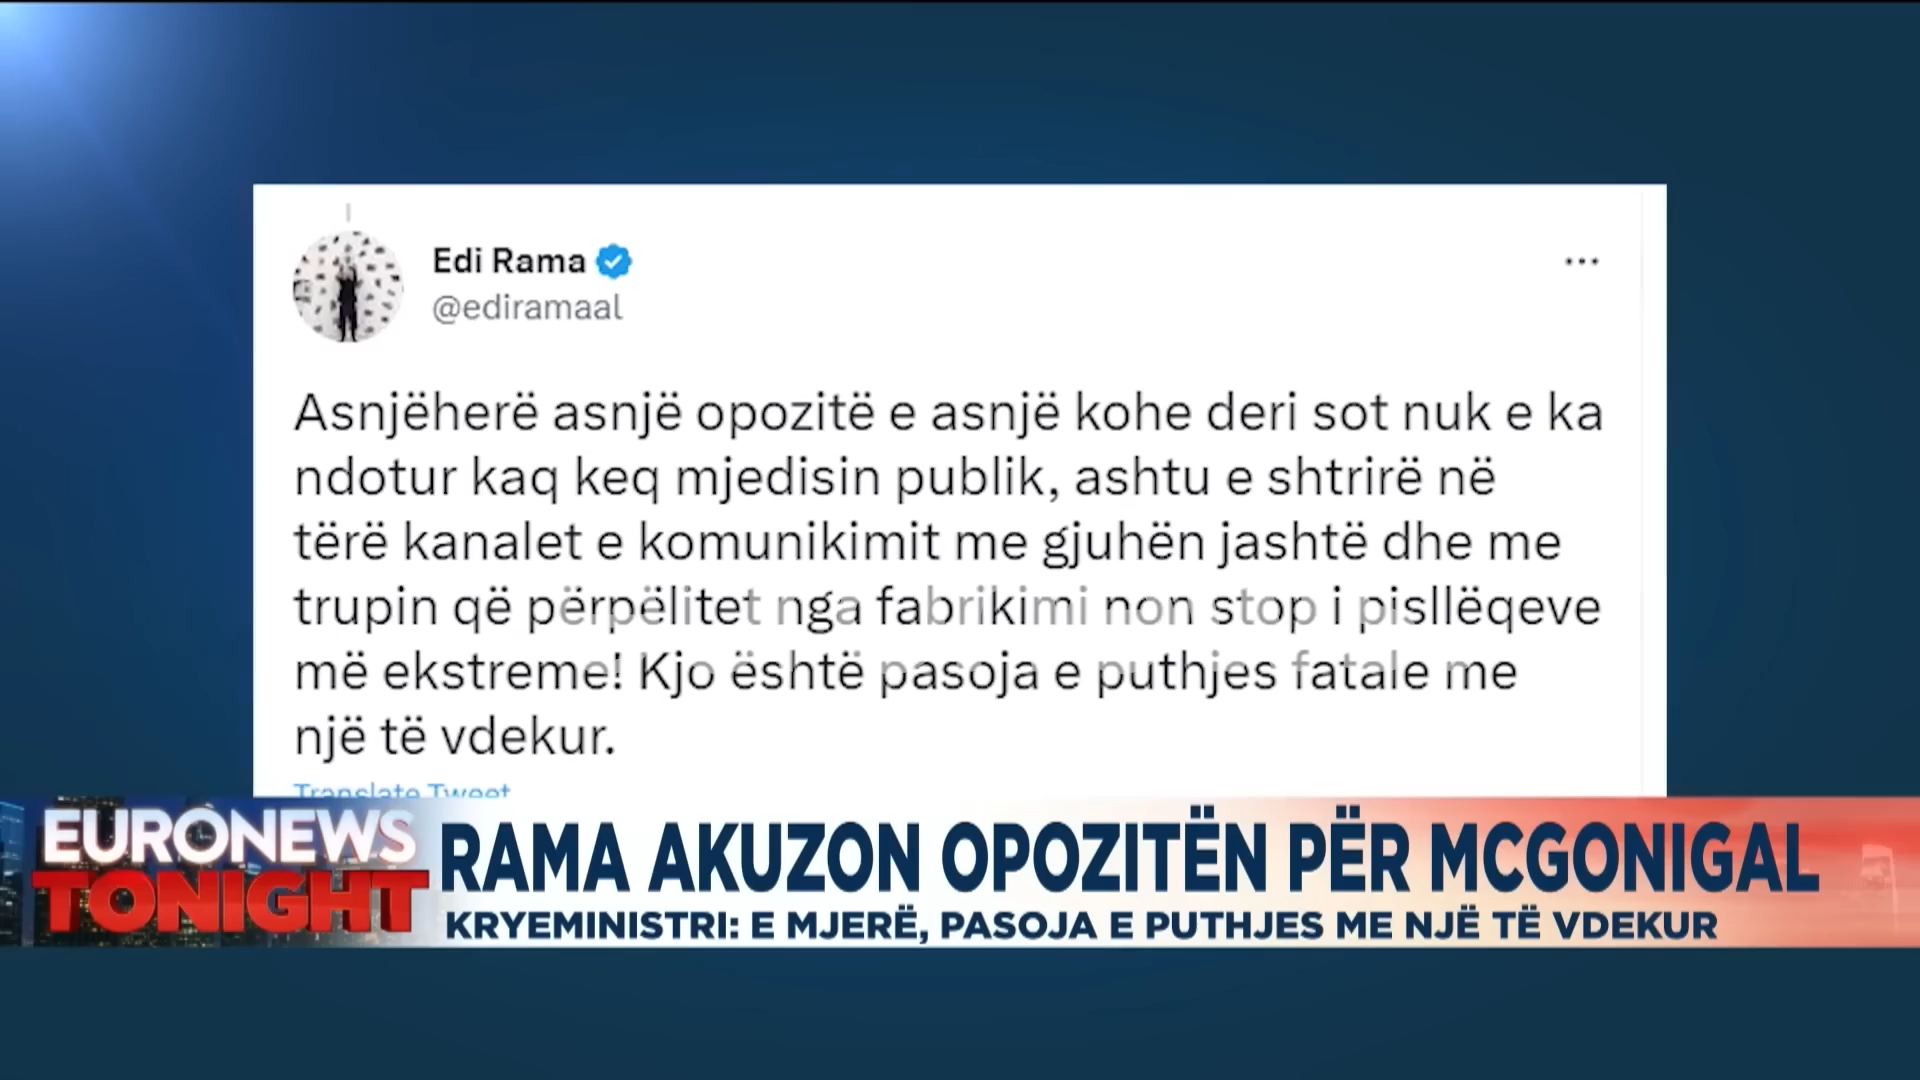 Edi Rama
@ediramaal
Asnjëherë asnjë opozitë e asnjë kohe deri sot nuk e ka
ndotur kaq keq mjedisin publik, ashtu e shtrirë në
tërë kanalet e komunikimit me gjuhën jashtë dhe me
trupin që përpëlitet nga fabrikimi non stop i pisllëqeve
më ekstreme! Kjo është pasoja e puthjes fatale me
një të vdekur.
Translate Tweet
EURONEWS
TONIGHT
RAMA AKUZON OPOZITËN PËR MCGONIGAL
KRYEMINISTRI: E MJERË, PASOJA E PUTHJES ME NJË TË VDEKUR